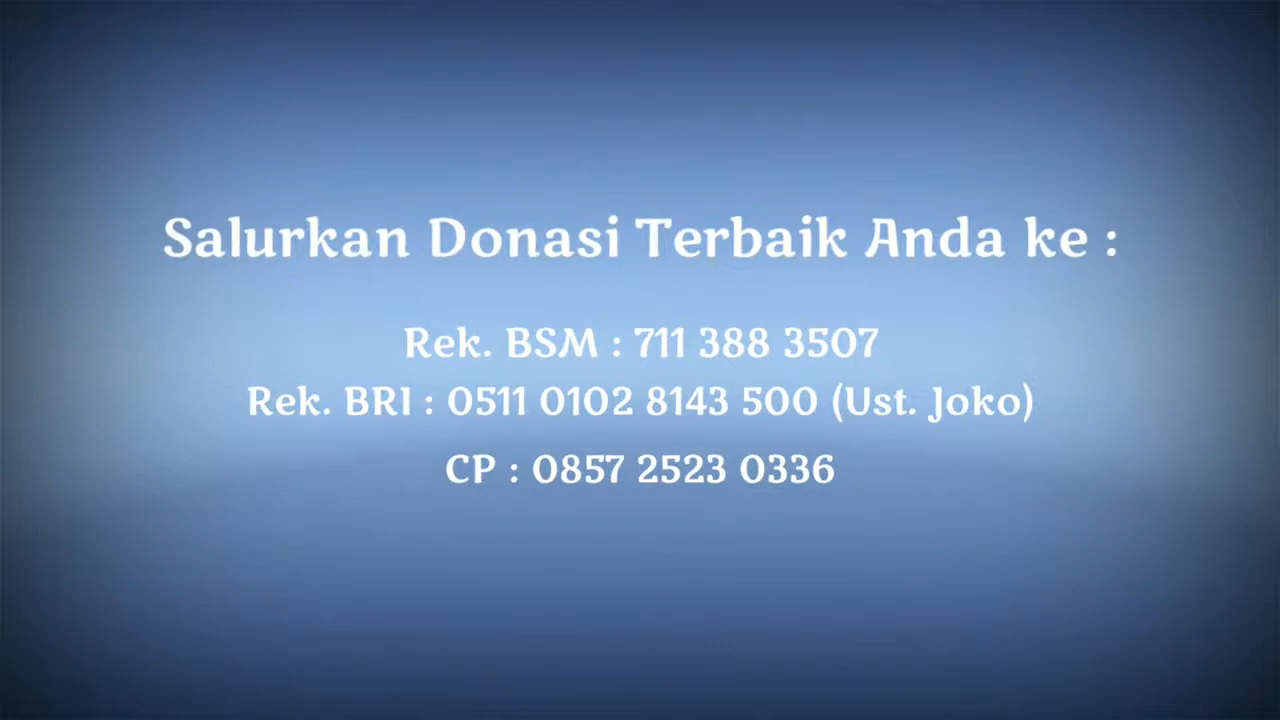 Salurkan Donasi Terbaik Anda ke :
Rek. BSM : 711 388 3507
Rek. BRI : 0511 0102 8143 500 (Ust. Joko)
CP : 0857 2523 0336